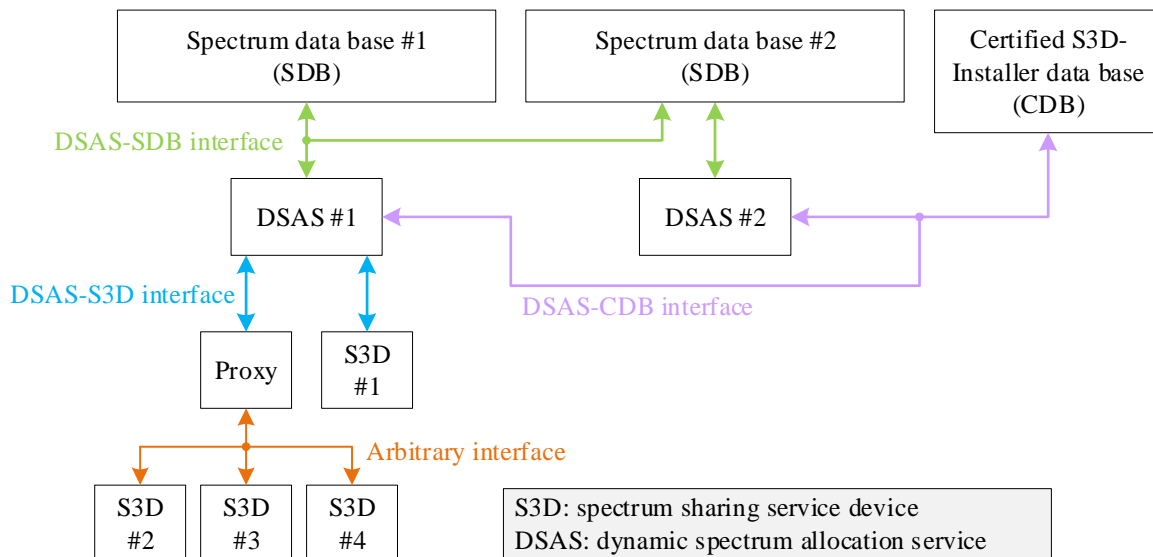 Spectrum data base #1
(SDB)
Spectrum data base #2
(SDB)
Certified S3D-
Installer data base
(CDB)
DSAS-SDB interface
DSAS #1
DSAS #2
DSAS-S3D interface
DSAS-CDB interface
Proxy
S3D
#1
Arbitrary interface
S3D
#2
S3D
#3
S3D
#4
S3D: spectrum sharing service device
DSAS: dynamic spectrum allocation service